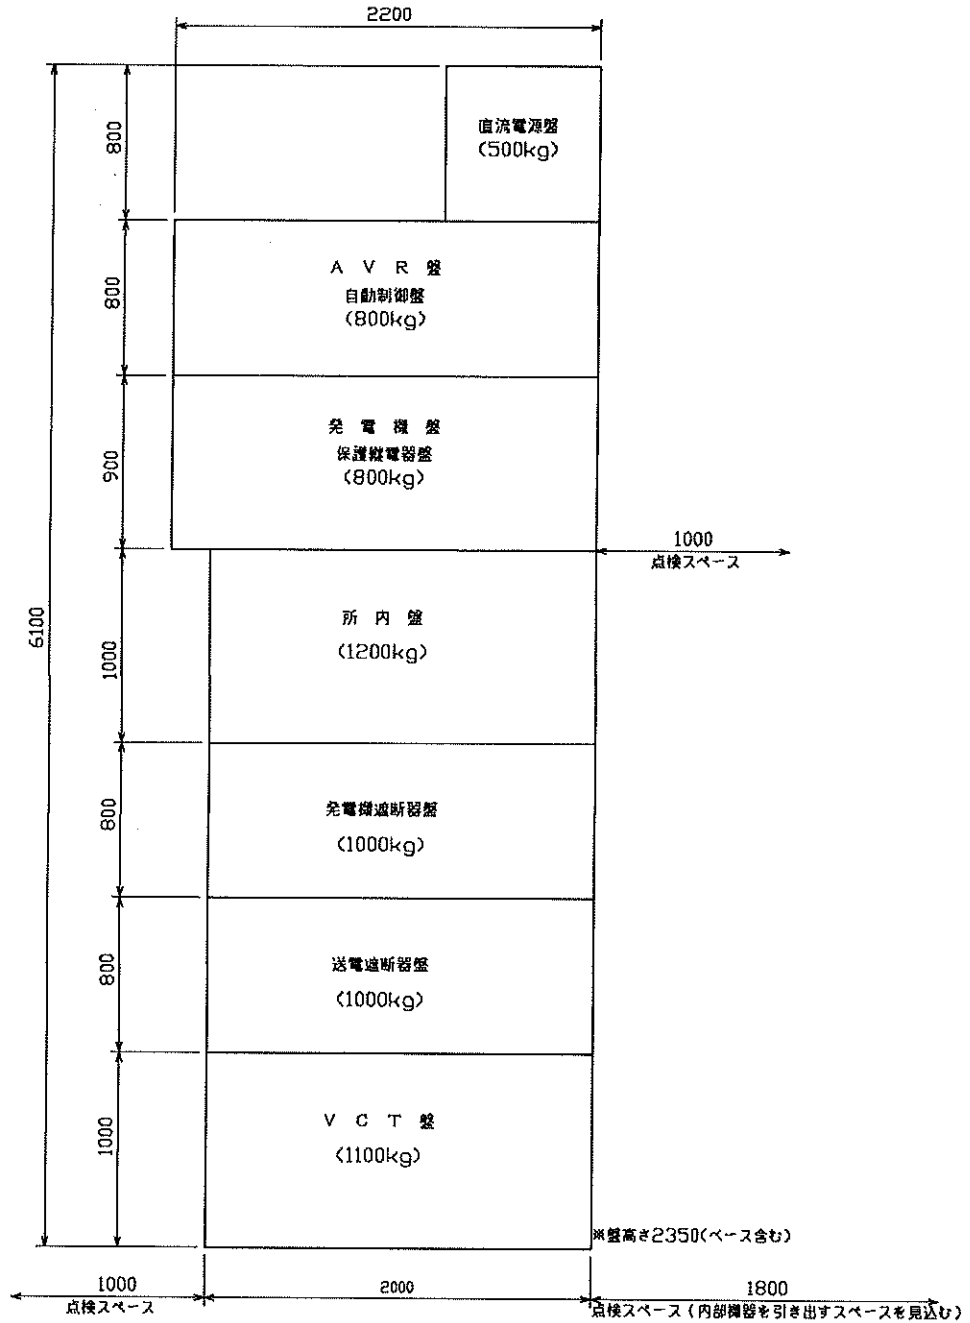 2200
800
直流電源盤
(500kg)
800
A V R 盤
自動制御盤
(800kg)
900
発 電 機 盤
保護継電器盤
(800kg)
1000
点検スペース
6100
1000
所 内 盤
(1200kg)
800
発電機遮断器盤
(1000kg)
800
送電遮断器盤
(1000kg)
1000
V C T 盤
(1100kg)
※盤高さ2350(ベース含む)
1000
点検スペース
2000
1800
点検スペース(内部機器を引き出すスペースを見込む)